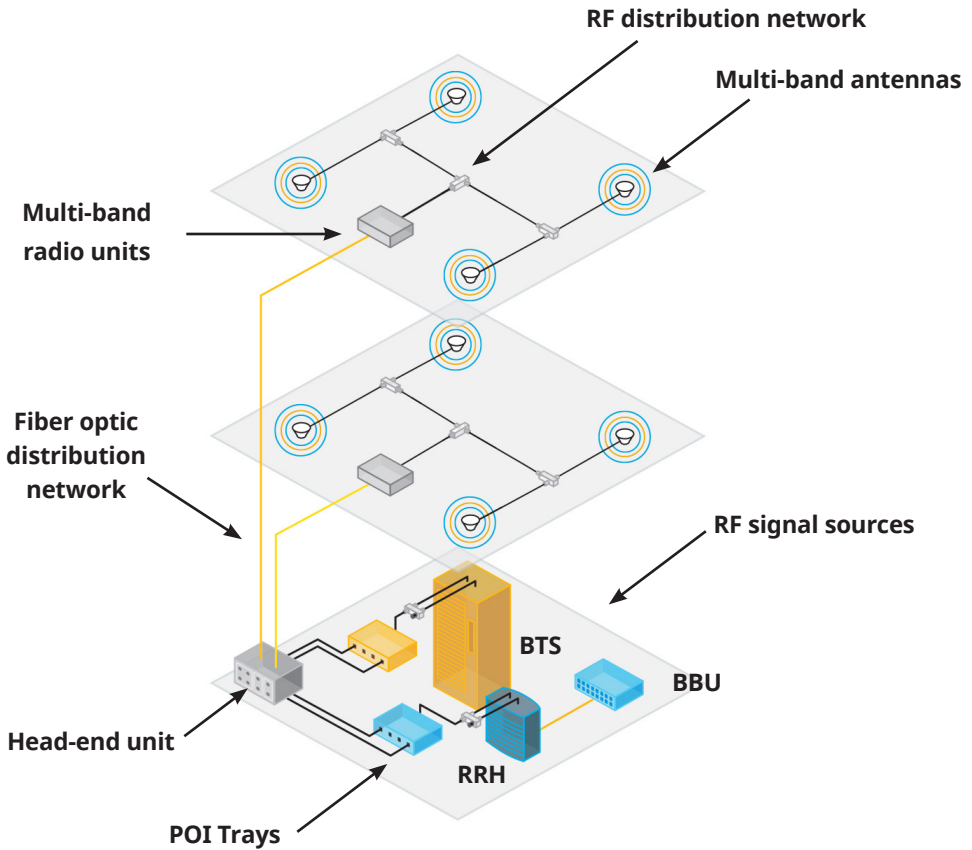 RF distribution network
Multi-band antennas
Multi-band
radio units
Fiber optic
distribution
network
RF signal sources
BTS
BBU
Head-end unit
RRH
POI Trays